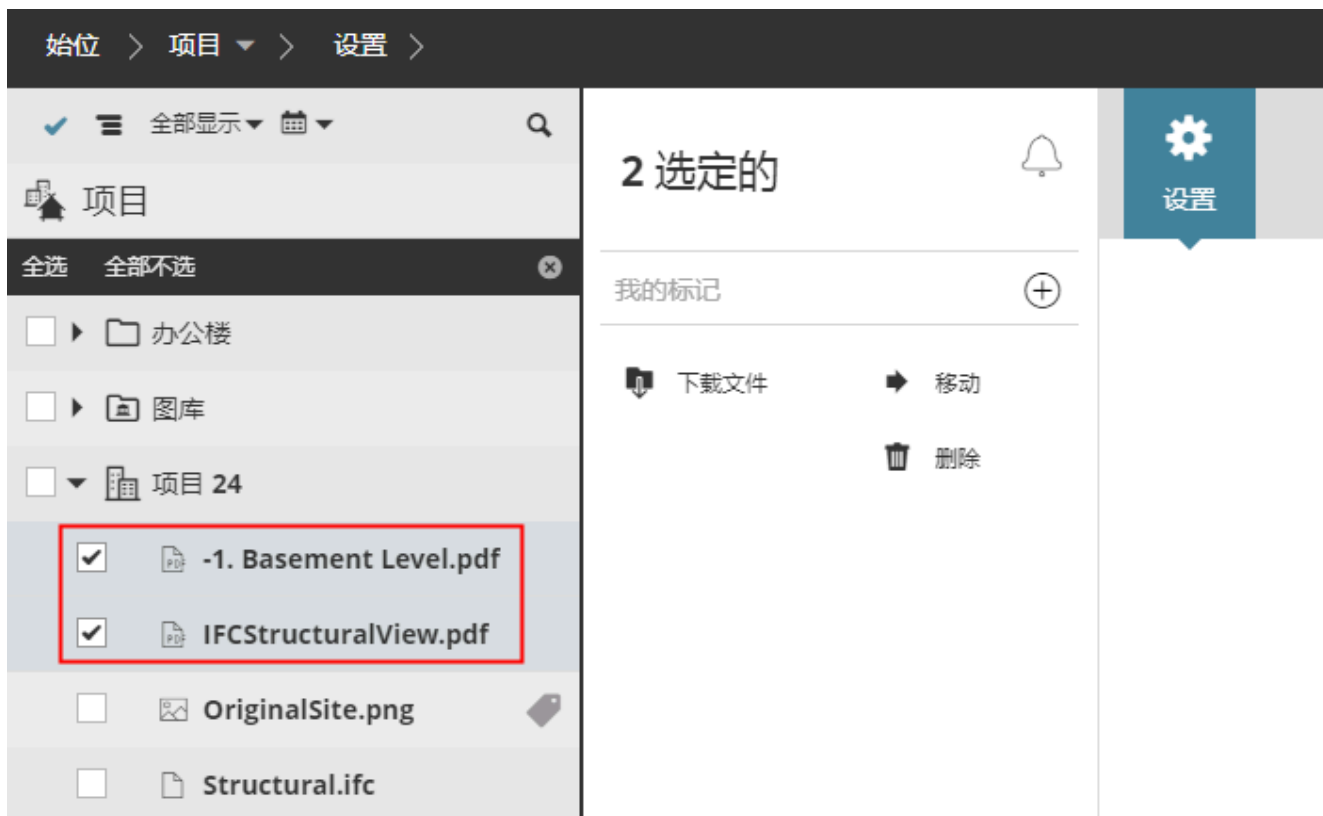 始位 > 项目 > 设置 >
全部显示
项目
全选 全部不选
办公楼
图库
项目 24
-1. Basement Level.pdf
IFCStructuralView.pdf
OriginalSite.png
Structural.ifc
2 选定的
我的标记
下载文件 移动
删除
设置